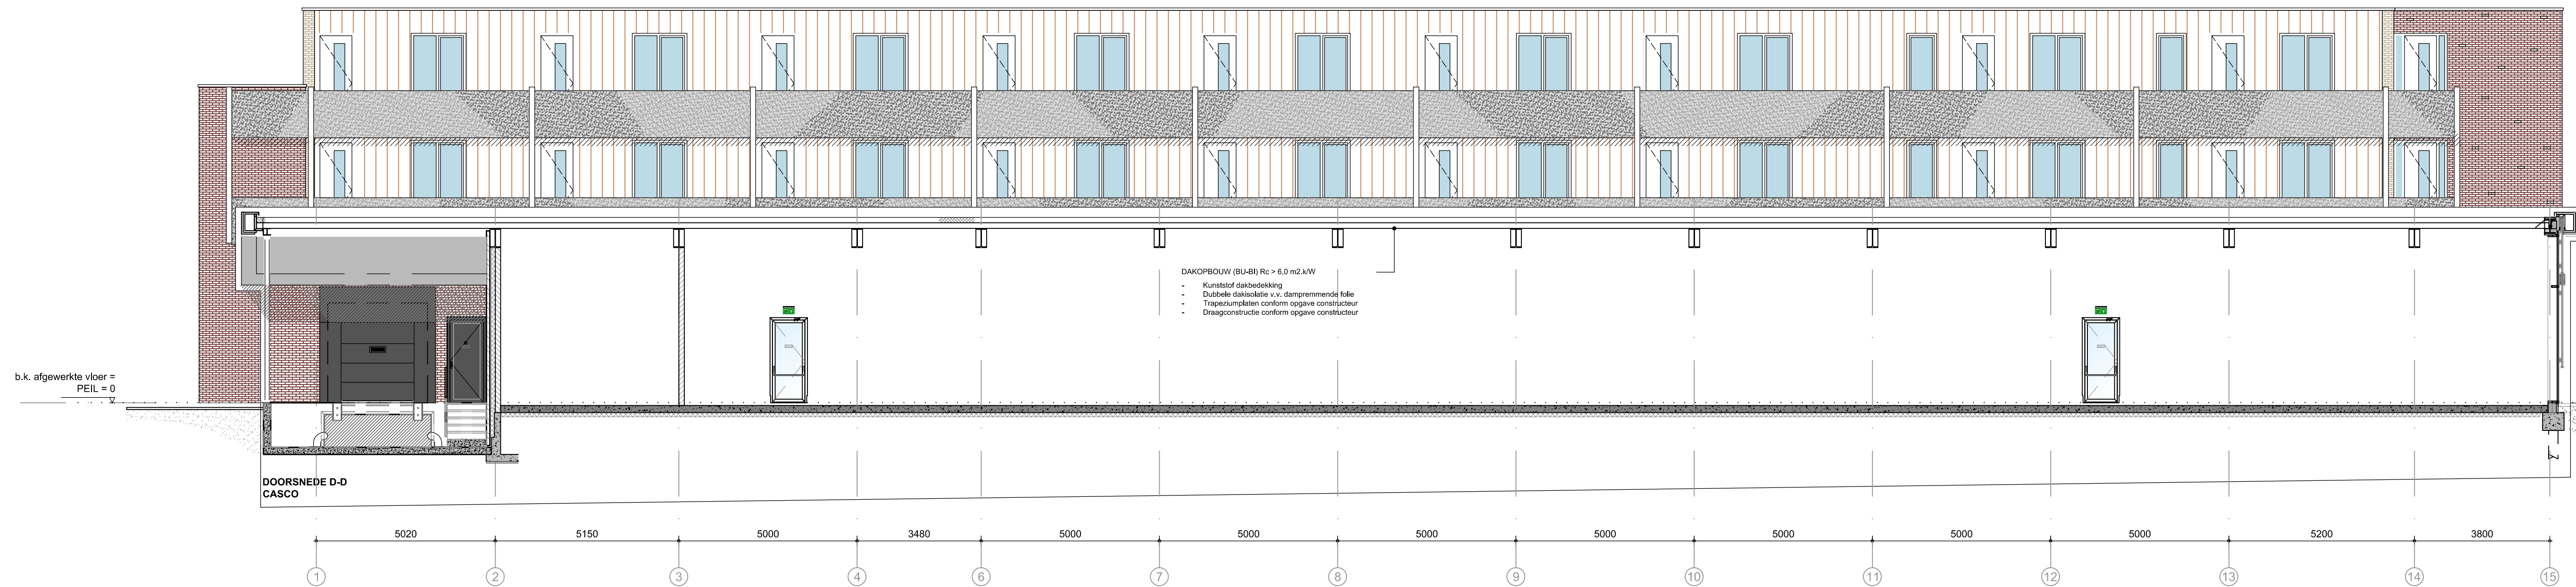 DAKOPBOUW (BU-BI) Rc > 6,0 m2.k/W
- Kunststof dakbedekking
- Dubbele dakisolatie v.v. dampremmende folie
- Trapeziumplaten conform opgave constructeur
- Draagconstructie conform opgave constructeur
b.k. afgewerkte vloer =
PEIL = 0
DOORSNEDE D-D
CASCO
5020 5150 5000 3480 5000 5000 5000 5000 5000 5000 5000 5200 3800
1 2 3 4 6 7 8 9 10 11 12 13 14 15